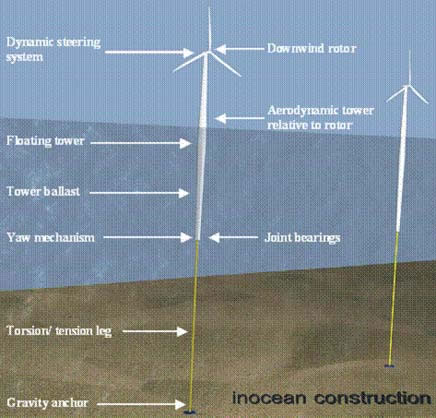 Dynamic steering
system
Downwind rotor
Aerodynamic tower
relative to rotor
Floating tower
Tower ballast
Yaw mechanism
Joint bearings
Torsion/ tension leg
Gravity anchor
inocean construction